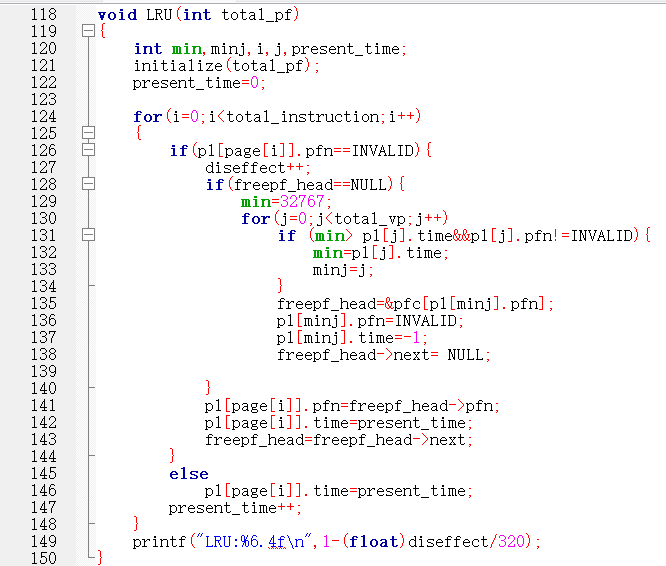 118 void LRU(int total_pf)
119 {
120     int min,minj,i,j,present_time;
121     initialize(total_pf);
122     present_time=0;
123
124     for(i=0;i<total_instruction;i++)
125     {
126         if(pl[page[i]].pfn==INVALID){
127             diseffect++;
128             if(freepf_head==NULL){
129                 min=32767;
130                 for(j=0;j<total_vp;j++)
131                     if (min> pl[j].time&&pl[j].pfn!=INVALID){
132                         min=pl[j].time;
133                         minj=j;
134                     }
135                     freepf_head=&pfc[pl[minj].pfn];
136                     pl[minj].pfn=INVALID;
137                     pl[minj].time=-1;
138                     freepf_head->next= NULL;
139
140             }
141             pl[page[i]].pfn=freepf_head->pfn;
142             pl[page[i]].time=present_time;
143             freepf_head=freepf_head->next;
144         }
145         else
146             pl[page[i]].time=present_time;
147         present_time++;
148     }
149     printf("LRU:%6.4f\n",1-(float)diseffect/320);
150 }